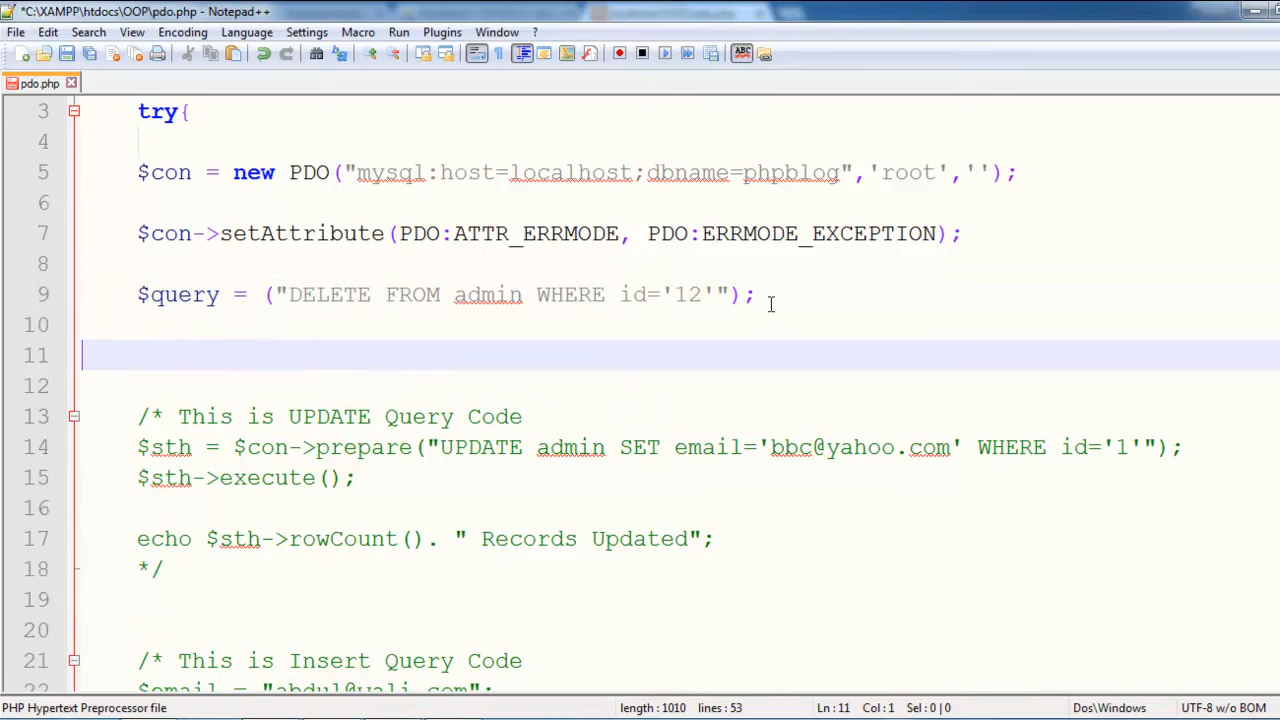 *C:\XAMPP\htdocs\OOP\pdo.php - Notepad++
File Edit Search View Encoding Language Settings Macro Run Plugins Window ?
pdo.php
3 try{
4
5 $con = new PDO("mysql:host=localhost;dbname=phpblog",'root','');
6
7 $con->setAttribute(PDO:ATTR_ERRMODE, PDO:ERRMODE_EXCEPTION);
8
9 $query = ("DELETE FROM admin WHERE id='12'");
10
11
12
13 /* This is UPDATE Query Code
14 $sth = $con->prepare("UPDATE admin SET email='bbc@yahoo.com' WHERE id='1'");
15 $sth->execute();
16
17 echo $sth->rowCount(). " Records Updated";
18 */
19
20
21 /* This is Insert Query Code
22 $email = "abdul@wali.com";
PHP Hypertext Preprocessor file length : 1010 lines : 53 Ln : 11 Col : 1 Sel : 0 | 0 Dos\Windows UTF-8 w/o BOM